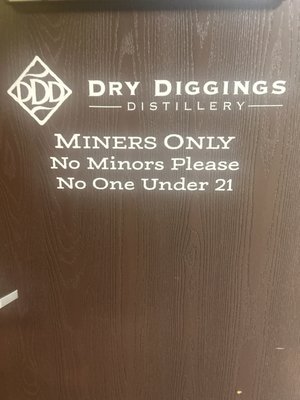 DDD
DRY DIGGINGS
DISTILLERY
MINERS ONLY
No Minors Please
No One Under 21